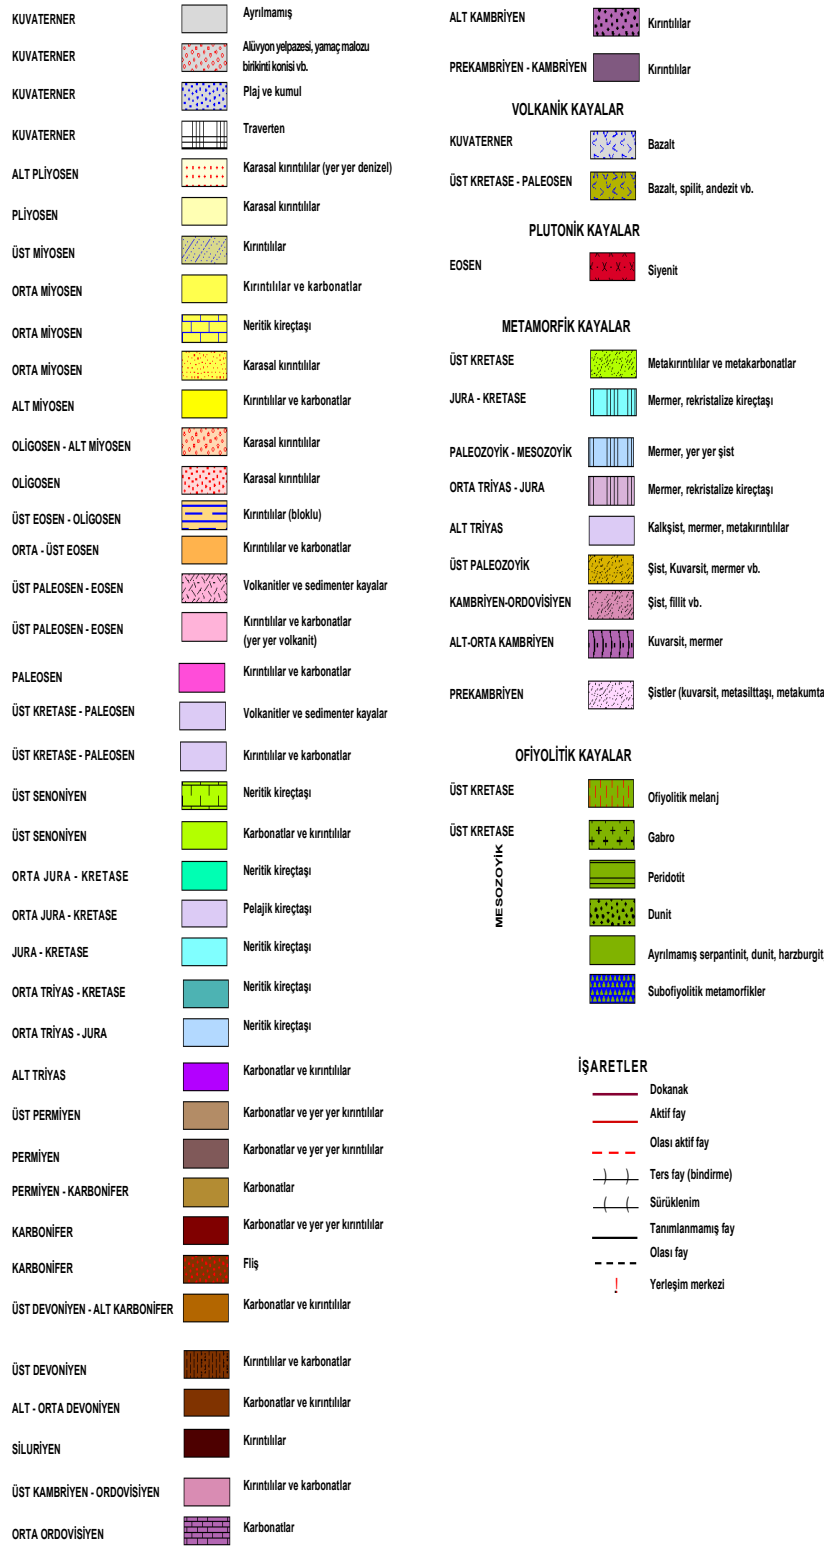 KUVATERNER Ayrılmamış
KUVATERNER Alüvyon yelpazesi, yamaç malozu
birikinti konisi vb.
KUVATERNER Plaj ve kumul
KUVATERNER Traverten
ALT PLİYOSEN Karasal kırıntılılar (yer yer denizel)
PLİYOSEN Karasal kırıntılılar
ÜST MİYOSEN Kırıntılılar
ORTA MİYOSEN Kırıntılılar ve karbonatlar
ORTA MİYOSEN Neritik kireçtaşı
ORTA MİYOSEN Karasal kırıntılılar
ALT MİYOSEN Kırıntılılar ve karbonatlar
OLİGOSEN - ALT MİYOSEN Karasal kırıntılılar
OLİGOSEN Karasal kırıntılılar
ÜST EOSEN - OLİGOSEN Kırıntılılar (bloklu)
ORTA - ÜST EOSEN Kırıntılılar ve karbonatlar
ÜST PALEOSEN - EOSEN Volkanitler ve sedimenter kayalar
ÜST PALEOSEN - EOSEN Kırıntılılar ve karbonatlar
(yer yer volkanit)
PALEOSEN Kırıntılılar ve karbonatlar
ÜST KRETASE - PALEOSEN Volkanitler ve sedimenter kayalar
ÜST KRETASE - PALEOSEN Kırıntılılar ve karbonatlar
ÜST SENONİYEN Neritik kireçtaşı
ÜST SENONİYEN Karbonatlar ve kırıntılılar
ORTA JURA - KRETASE Neritik kireçtaşı
ORTA JURA - KRETASE Pelajik kireçtaşı
JURA - KRETASE Neritik kireçtaşı
ORTA TRİYAS - KRETASE Neritik kireçtaşı
ORTA TRİYAS - JURA Neritik kireçtaşı
ALT TRİYAS Karbonatlar ve kırıntılılar
ÜST PERMİYEN Karbonatlar ve yer yer kırıntılılar
PERMİYEN Karbonatlar ve yer yer kırıntılılar
PERMİYEN - KARBONİFER Karbonatlar
KARBONİFER Karbonatlar ve yer yer kırıntılılar
KARBONİFER Fliş
ÜST DEVONİYEN - ALT KARBONİFER Karbonatlar ve kırıntılılar
ÜST DEVONİYEN Kırıntılılar ve karbonatlar
ALT - ORTA DEVONİYEN Karbonatlar ve kırıntılılar
SİLURİYEN Kırıntılılar
ÜST KAMBRİYEN - ORDOVİSİYEN Kırıntılılar ve karbonatlar
ORTA ORDOVİSİYEN Karbonatlar
ALT KAMBRİYEN Kırıntılılar
PREKAMBRİYEN - KAMBRİYEN Kırıntılılar
VOLKANİK KAYALAR
KUVATERNER Bazalt
ÜST KRETASE - PALEOSEN Bazalt, spilit, andezit vb.
PLUTONİK KAYALAR
EOSEN Siyenit
METAMORFİK KAYALAR
ÜST KRETASE Metakırıntılılar ve metakarbonatlar
JURA - KRETASE Mermer, rekristalize kireçtaşı
PALEOZOYİK - MESOZOYİK Mermer, yer yer şist
ORTA TRİYAS - JURA Mermer, rekristalize kireçtaşı
ALT TRİYAS Kalkşist, mermer, metakırıntılılar
ÜST PALEOZOYİK Şist, Kuvarsit, mermer vb.
KAMBRİYEN-ORDOVİSİYEN Şist, fillit vb.
ALT-ORTA KAMBRİYEN Kuvarsit, mermer
PREKAMBRİYEN Şistler (kuvarsit, metasilttaşı, metakumta
OFİYOLİTİK KAYALAR
ÜST KRETASE Ofiyolitik melanj
ÜST KRETASE Gabro
MESOZOYİK
Peridotit
Dunit
Ayrılmamış serpantinit, dunit, harzburgit
Subofiyolitik metamorfikler
İŞARETLER
Dokanak
Aktif fay
Olası aktif fay
Ters fay (bindirme)
Sürüklenim
Tanımlanmamış fay
Olası fay
! Yerleşim merkezi